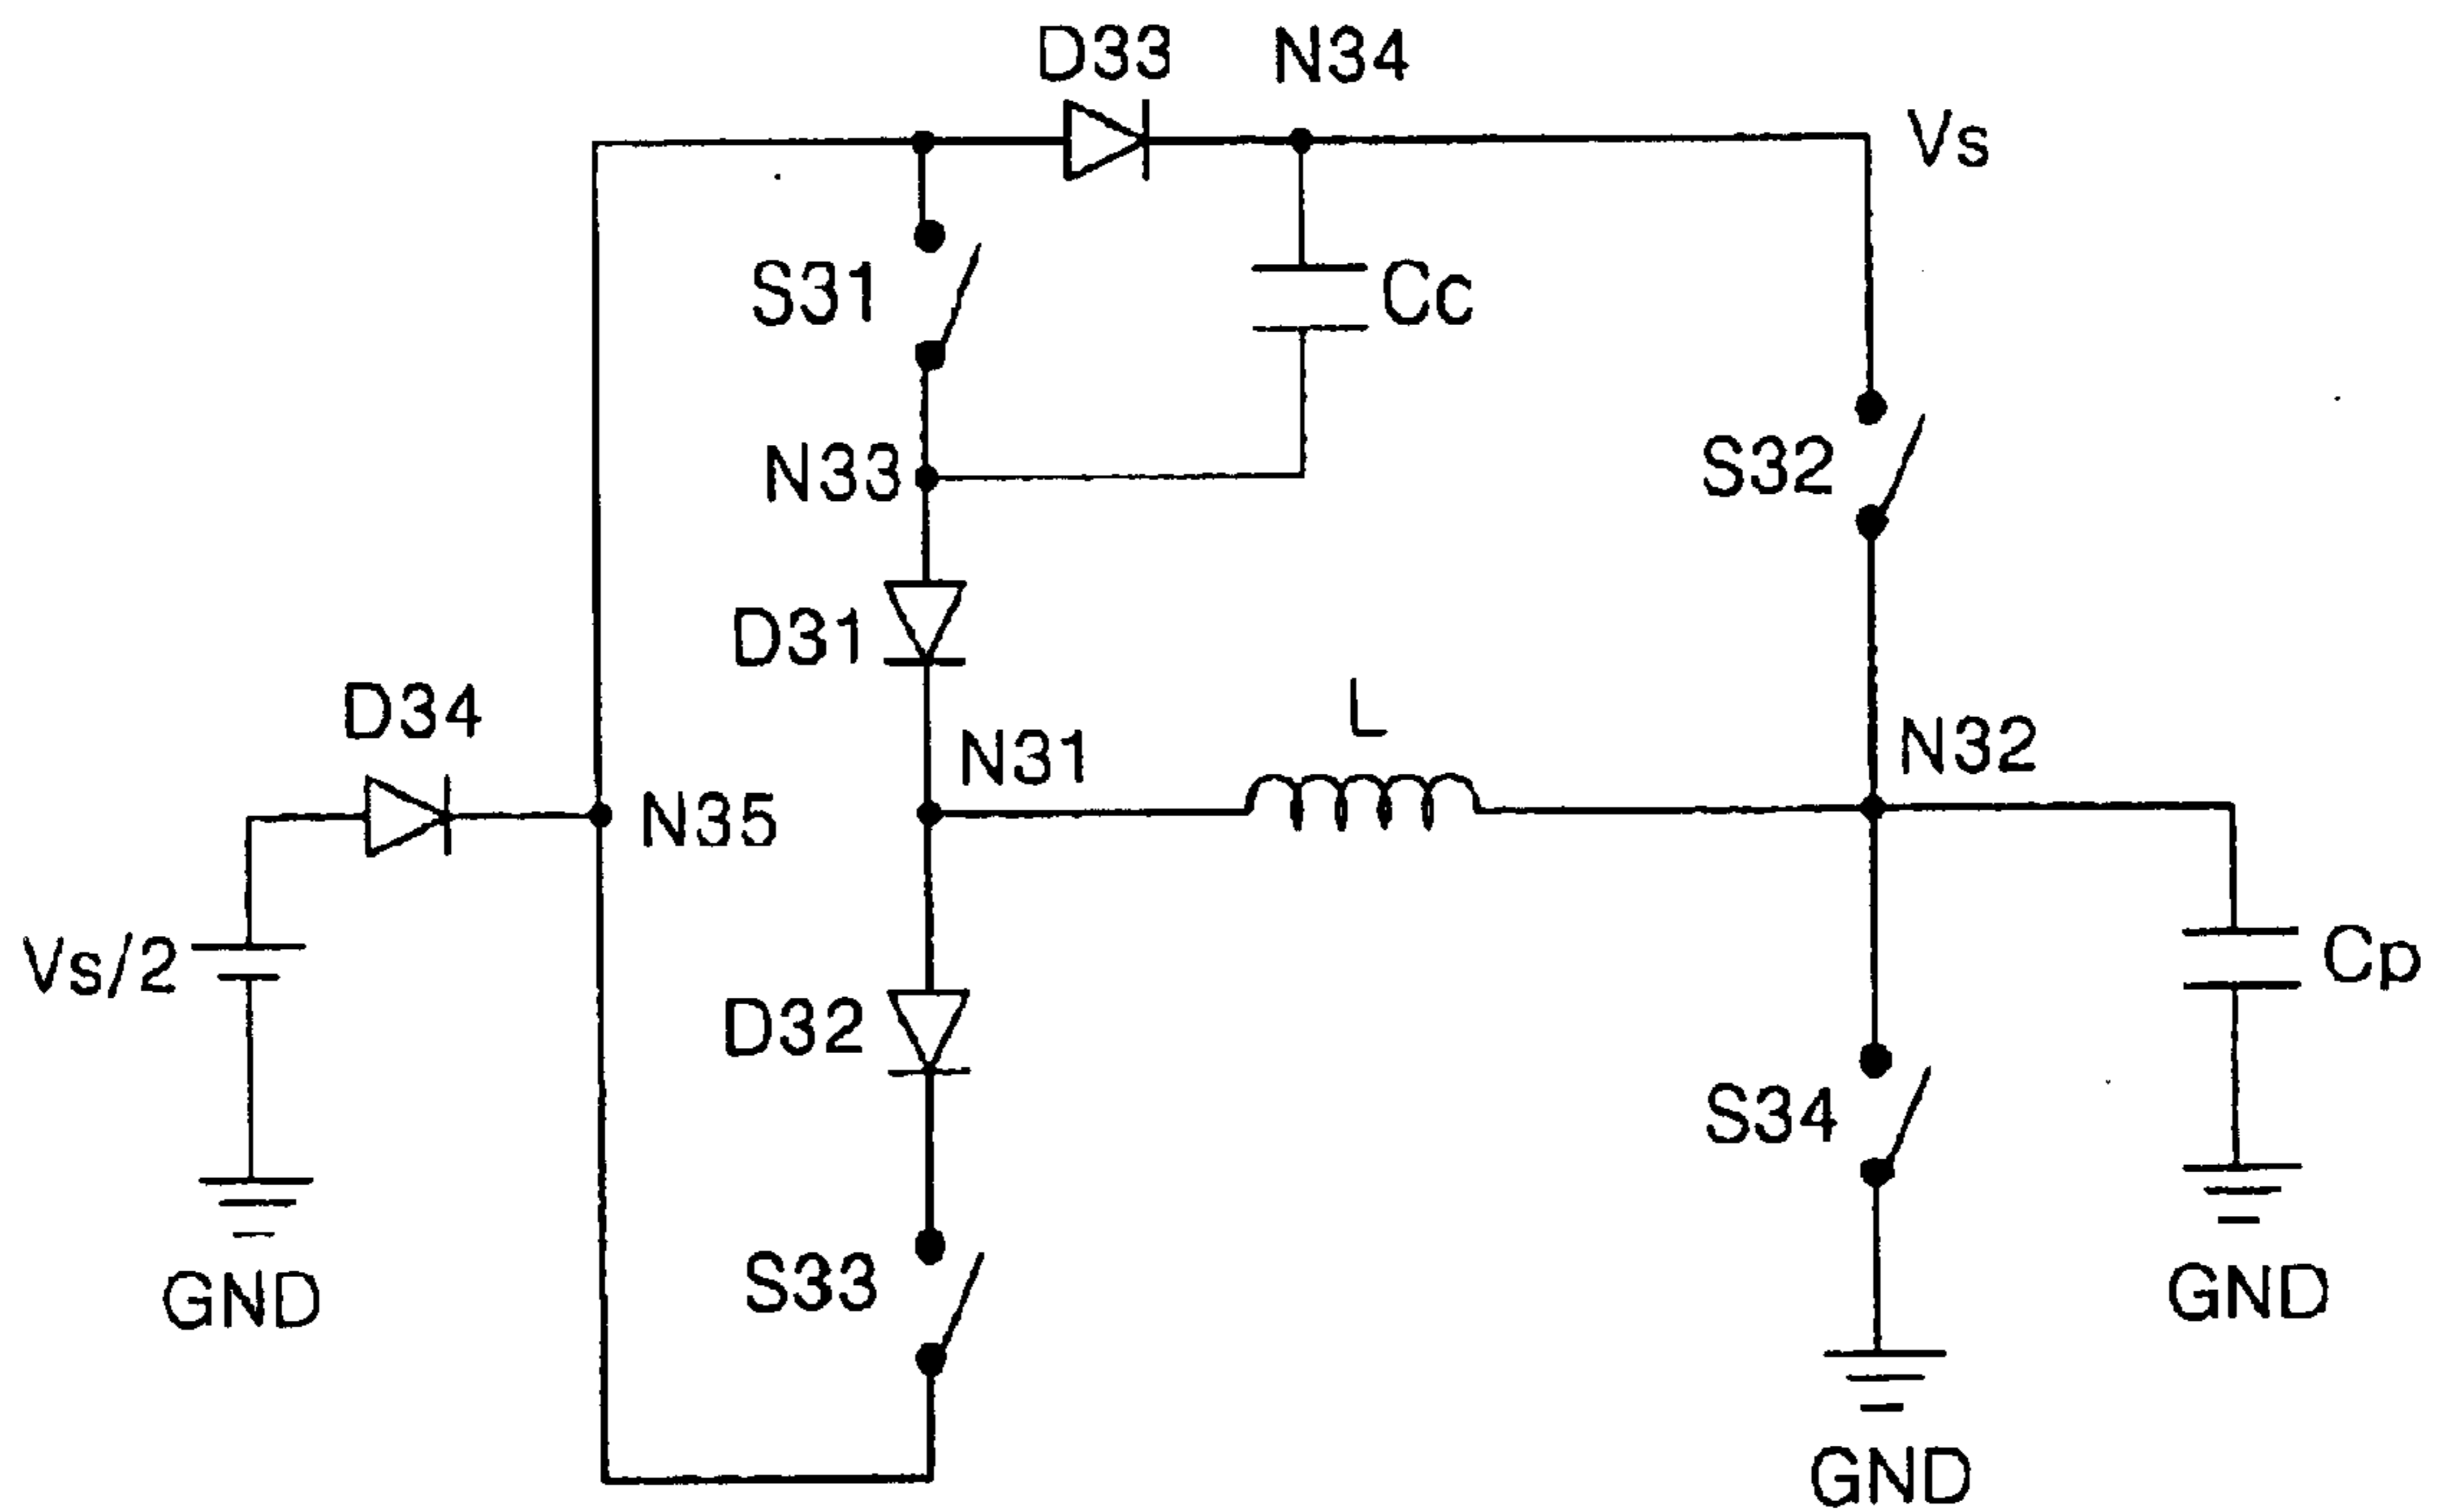 D33
N34
Vs
S31
Cc
N33
S32
D31
D34
L
N31
N32
N35
Vs/2
Cp
D32
S34
S33
GND
GND
GND